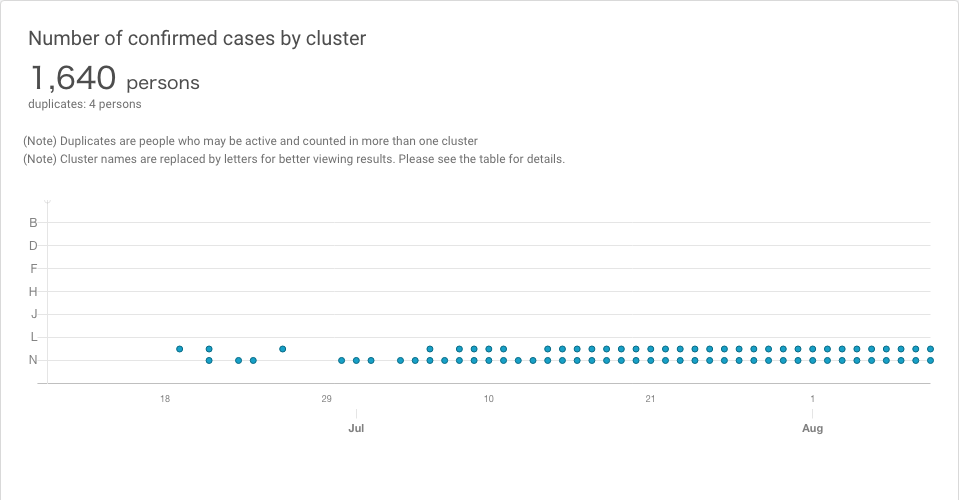 Number of confirmed cases by cluster
1,640 persons
duplicates: 4 persons
(Note) Duplicates are people who may be active and counted in more than one cluster
(Note) Cluster names are replaced by letters for better viewing results. Please see the table for details.
B
D
F
H
J
L
N
18 29 10 21 1
Jul Aug